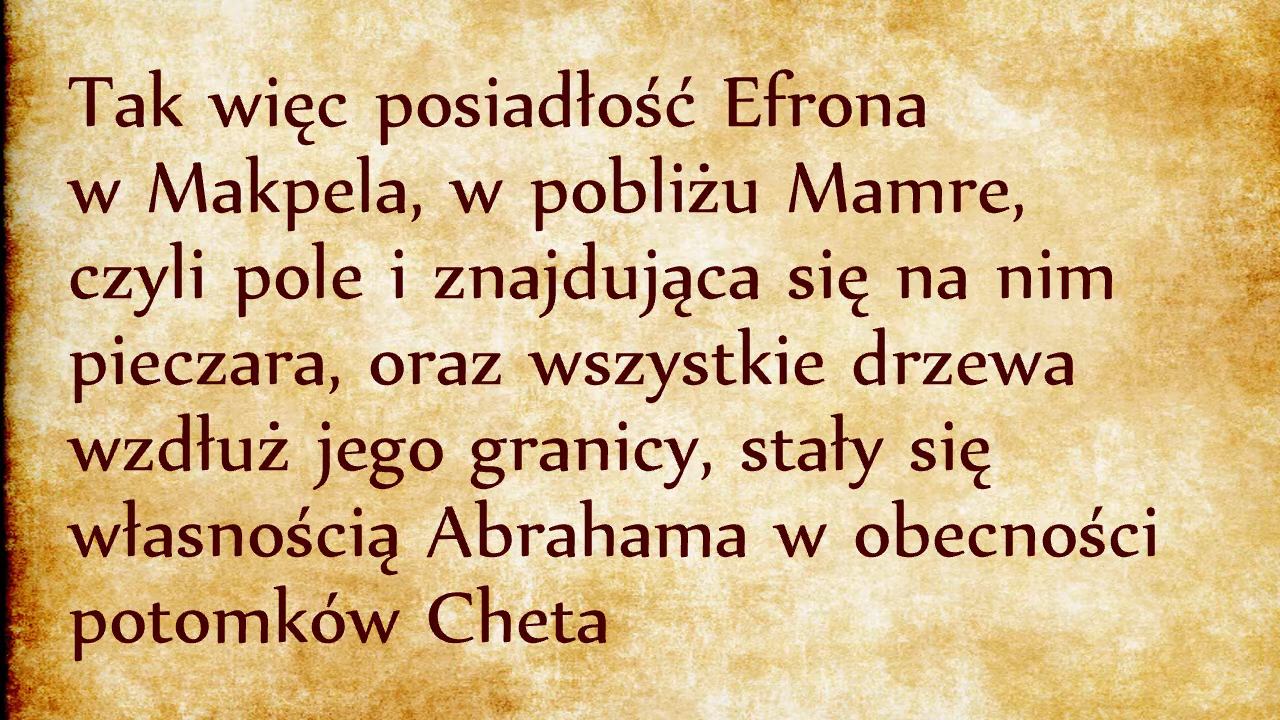 Tak więc posiadłość Efrona
w Makpela, w pobliżu Mamre,
czyli pole i znajdująca się na nim
pieczara, oraz wszystkie drzewa
wzdłuż jego granicy, stały się
własnością Abrahama w obecności
potomków Cheta